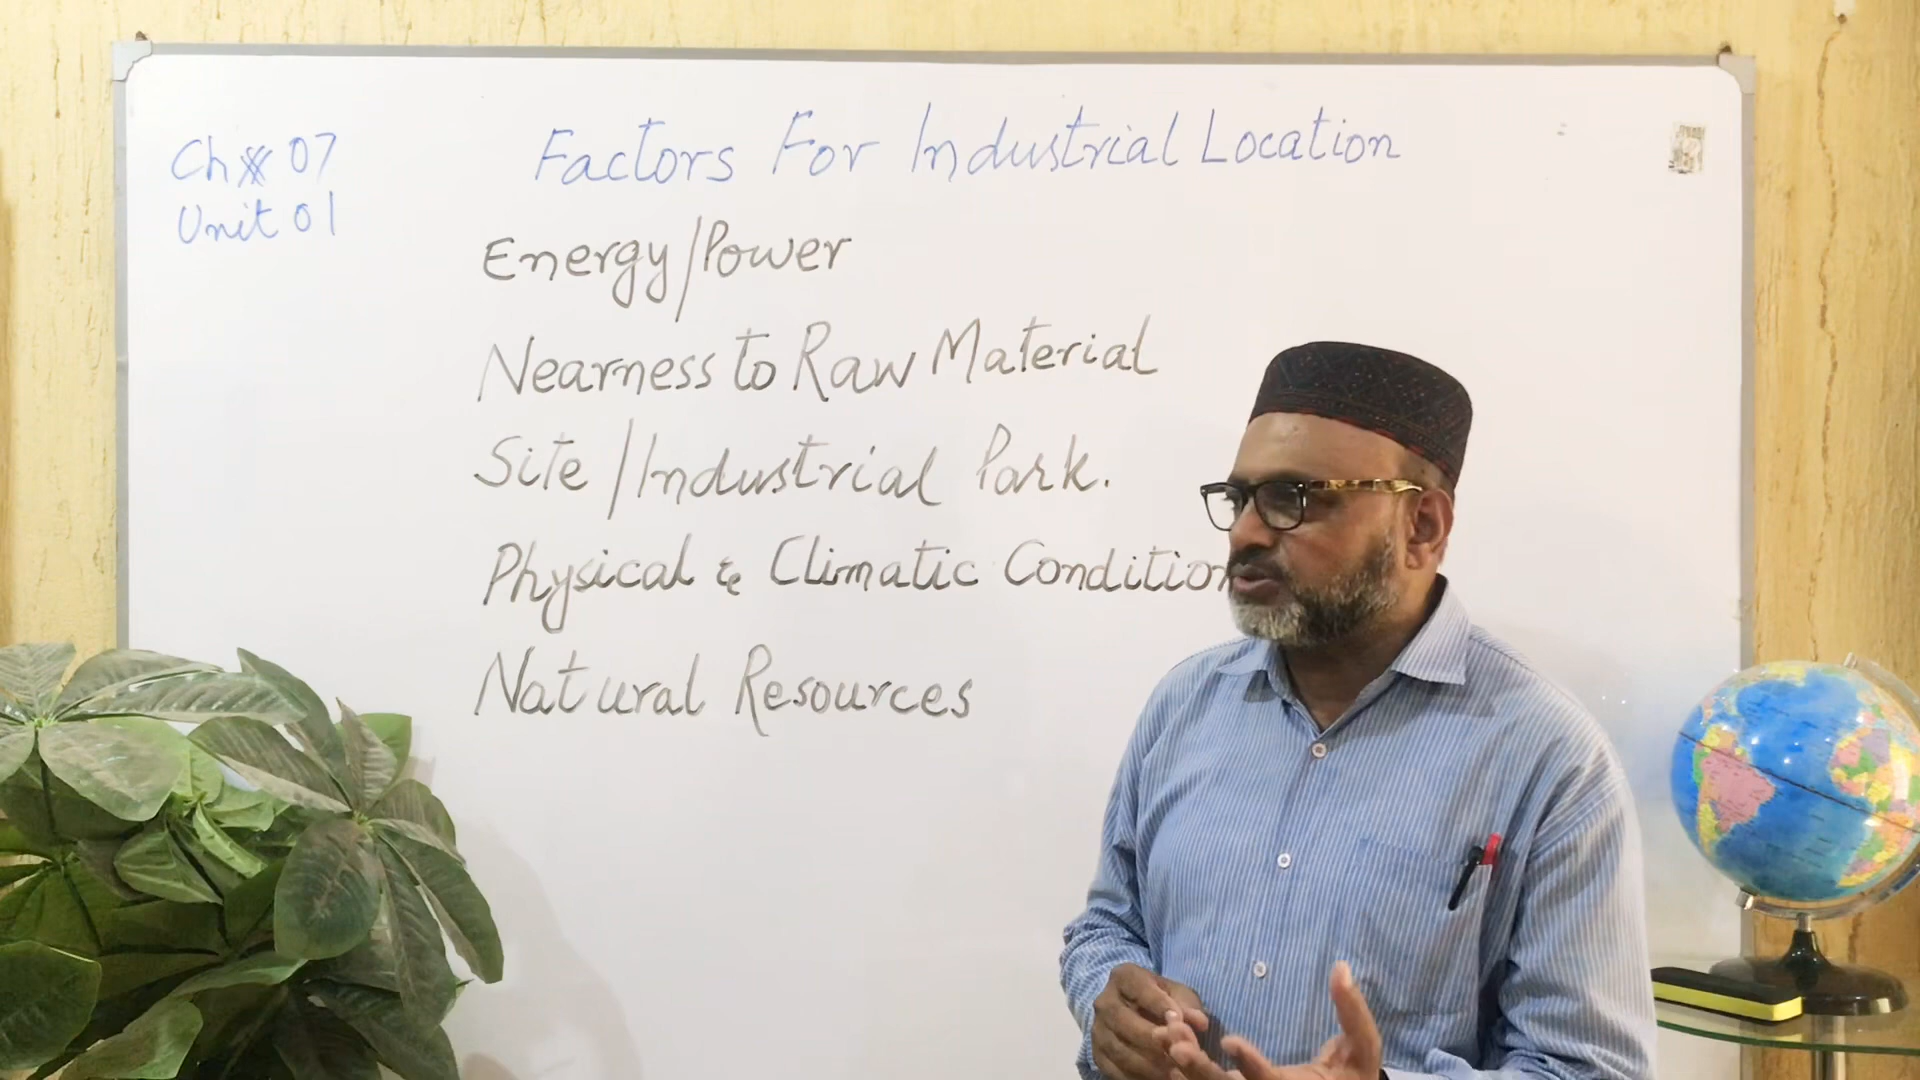 Ch 07
Unit 01
Factors For Industrial Location
Energy/Power
Nearness to Raw Material
Site/Industrial Park.
Physical & Climatic Condition
Natural Resources